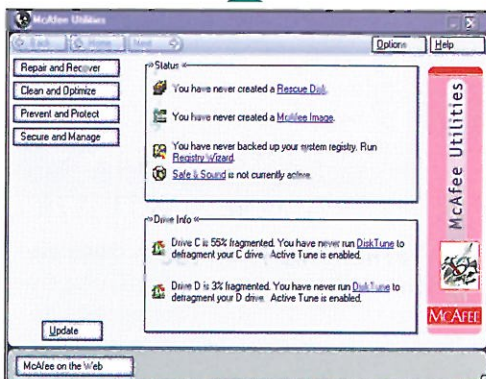 McAfee Utilities
Back Home Next Options Help
Repair and Recover
Clean and Optimize
Prevent and Protect
Secure and Manage
Status
You have never created a Rescue Disk.
You have never created a McAfee Image.
You have never backed up your system registry. Run
Registry Wizard.
Safe & Sound is not currently active.
Drive Info
Drive C is 55% fragmented. You have never run DiskTune to
defragment your C drive. Active Tune is enabled.
Drive D is 3% fragmented. You have never run DiskTune to
defragment your D drive. Active Tune is enabled.
McAfee Utilities
McAFEE
Update
McAfee on the Web